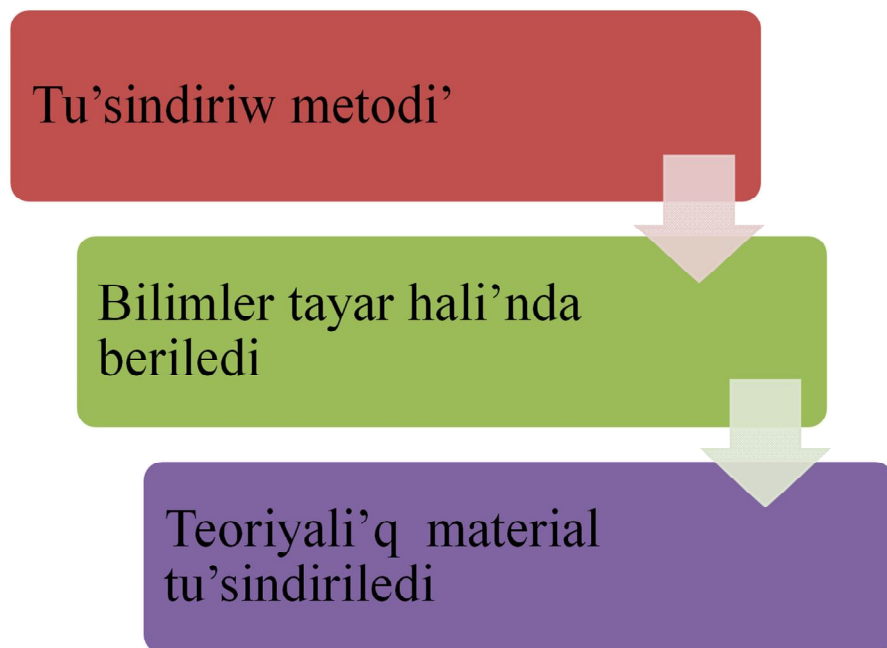 Tu’sindiriw metodi’
Bilimler tayar hali’nda
beriledi
Teoriyali’q  material
tu’sindiriledi